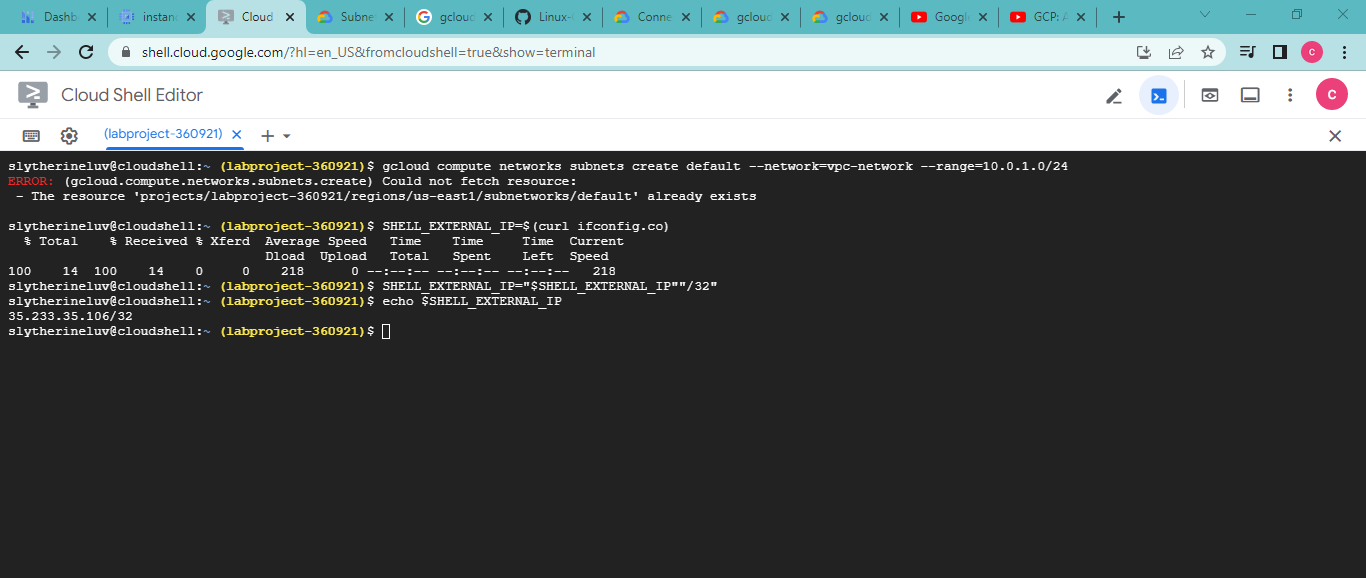 Dashb
instanc
Cloud
Subne
gcloud
Linux-
Conne
gcloud
gcloud
Googl
GCP: A
shell.cloud.google.com/?hl=en_US&fromcloudshell=true&show=terminal
C
Cloud Shell Editor
C
(labproject-360921)
slytherineluv@cloudshell:~ (labproject-360921)$ gcloud compute networks subnets create default --network=vpc-network --range=10.0.1.0/24
ERROR: (gcloud.compute.networks.subnets.create) Could not fetch resource:
- The resource 'projects/labproject-360921/regions/us-east1/subnetworks/default' already exists
slytherineluv@cloudshell:~ (labproject-360921)$ SHELL_EXTERNAL_IP=$(curl ifconfig.co)
% Total % Received % Xferd Average Speed Time Time Time Current
Dload Upload Total Spent Left Speed
100 14 100 14 0 0 218 0 --:--:-- --:--:-- --:--:-- 218
slytherineluv@cloudshell:~ (labproject-360921)$ SHELL_EXTERNAL_IP="$SHELL_EXTERNAL_IP""/32"
slytherineluv@cloudshell:~ (labproject-360921)$ echo $SHELL_EXTERNAL_IP
35.233.35.106/32
slytherineluv@cloudshell:~ (labproject-360921)$